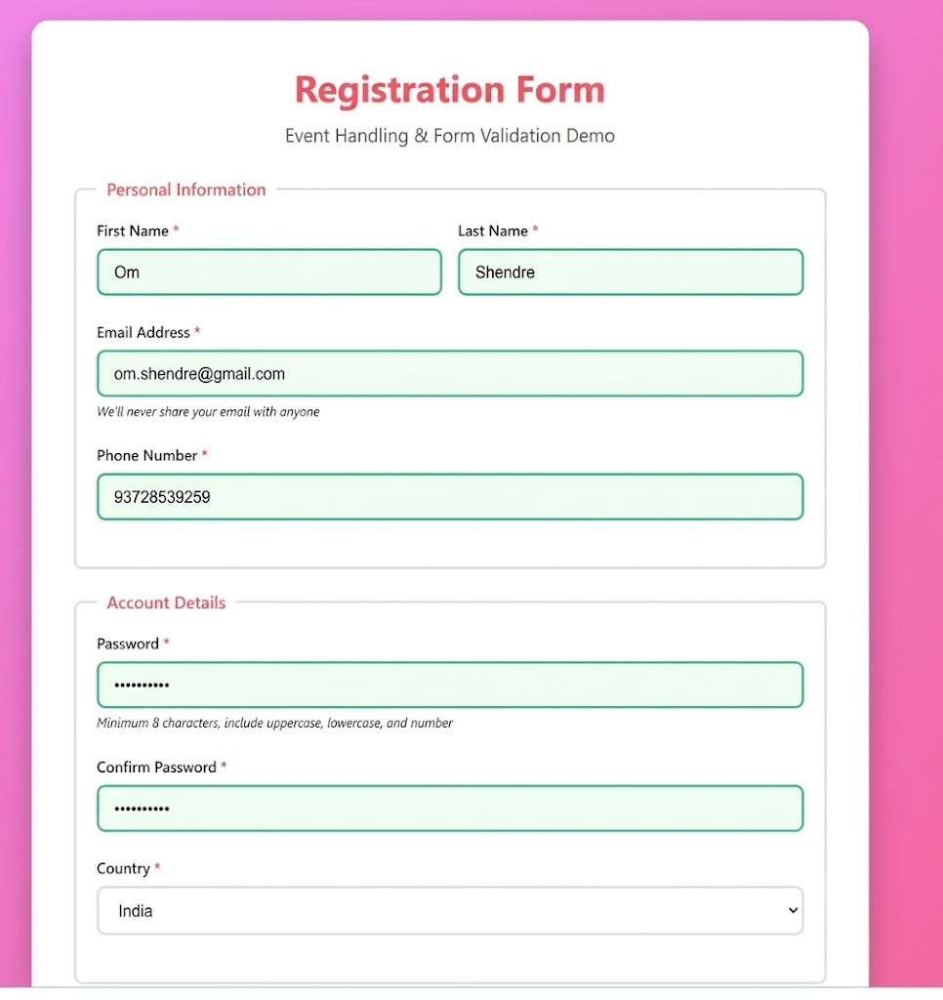 Registration Form
Event Handling & Form Validation Demo
Personal Information
First Name * Last Name *
Om Shendre
Email Address *
om.shendre@gmail.com
We'll never share your email with anyone
Phone Number *
93728539259
Account Details
Password *
••••••••••
Minimum 8 characters, include uppercase, lowercase, and number
Confirm Password *
••••••••••
Country *
India